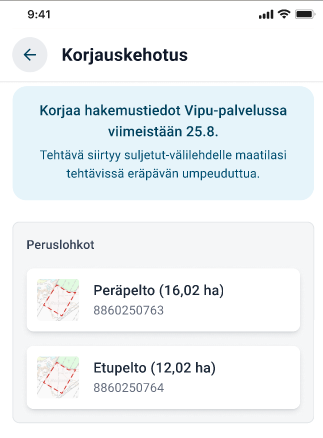 9:41
Korjauskehotus
Korjaa hakemustiedot Vipu-palvelussa
viimeistään 25.8.
Tehtävä siirtyy suljetut-välilehdelle maatilasi
tehtävissä eräpäivän umpeuduttua.
Peruslohkot
Peräpelto (16,02 ha)
8860250763
Etupelto (12,02 ha)
8860250764